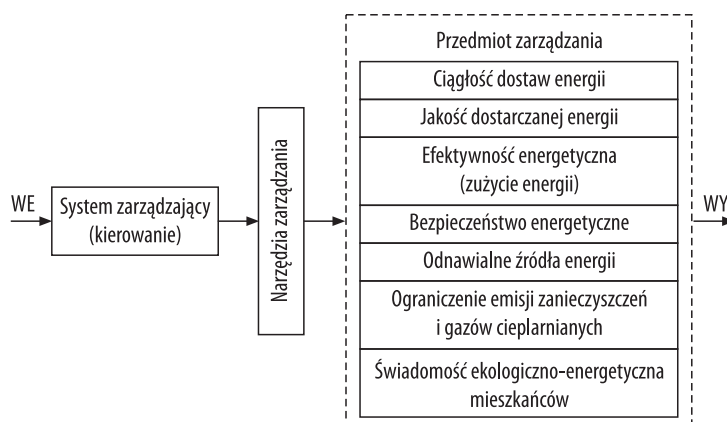 WE
System zarządzający
(kierowanie)
Narzędzia zarządzania
Przedmiot zarządzania
Ciągłość dostaw energii
Jakość dostarczanej energii
Efektywność energetyczna
(zużycie energii)
Bezpieczeństwo energetyczne
Odnawialne źródła energii
Ograniczenie emisji zanieczyszczeń
i gazów cieplarnianych
Świadomość ekologiczno-energetyczna
mieszkańców
WY